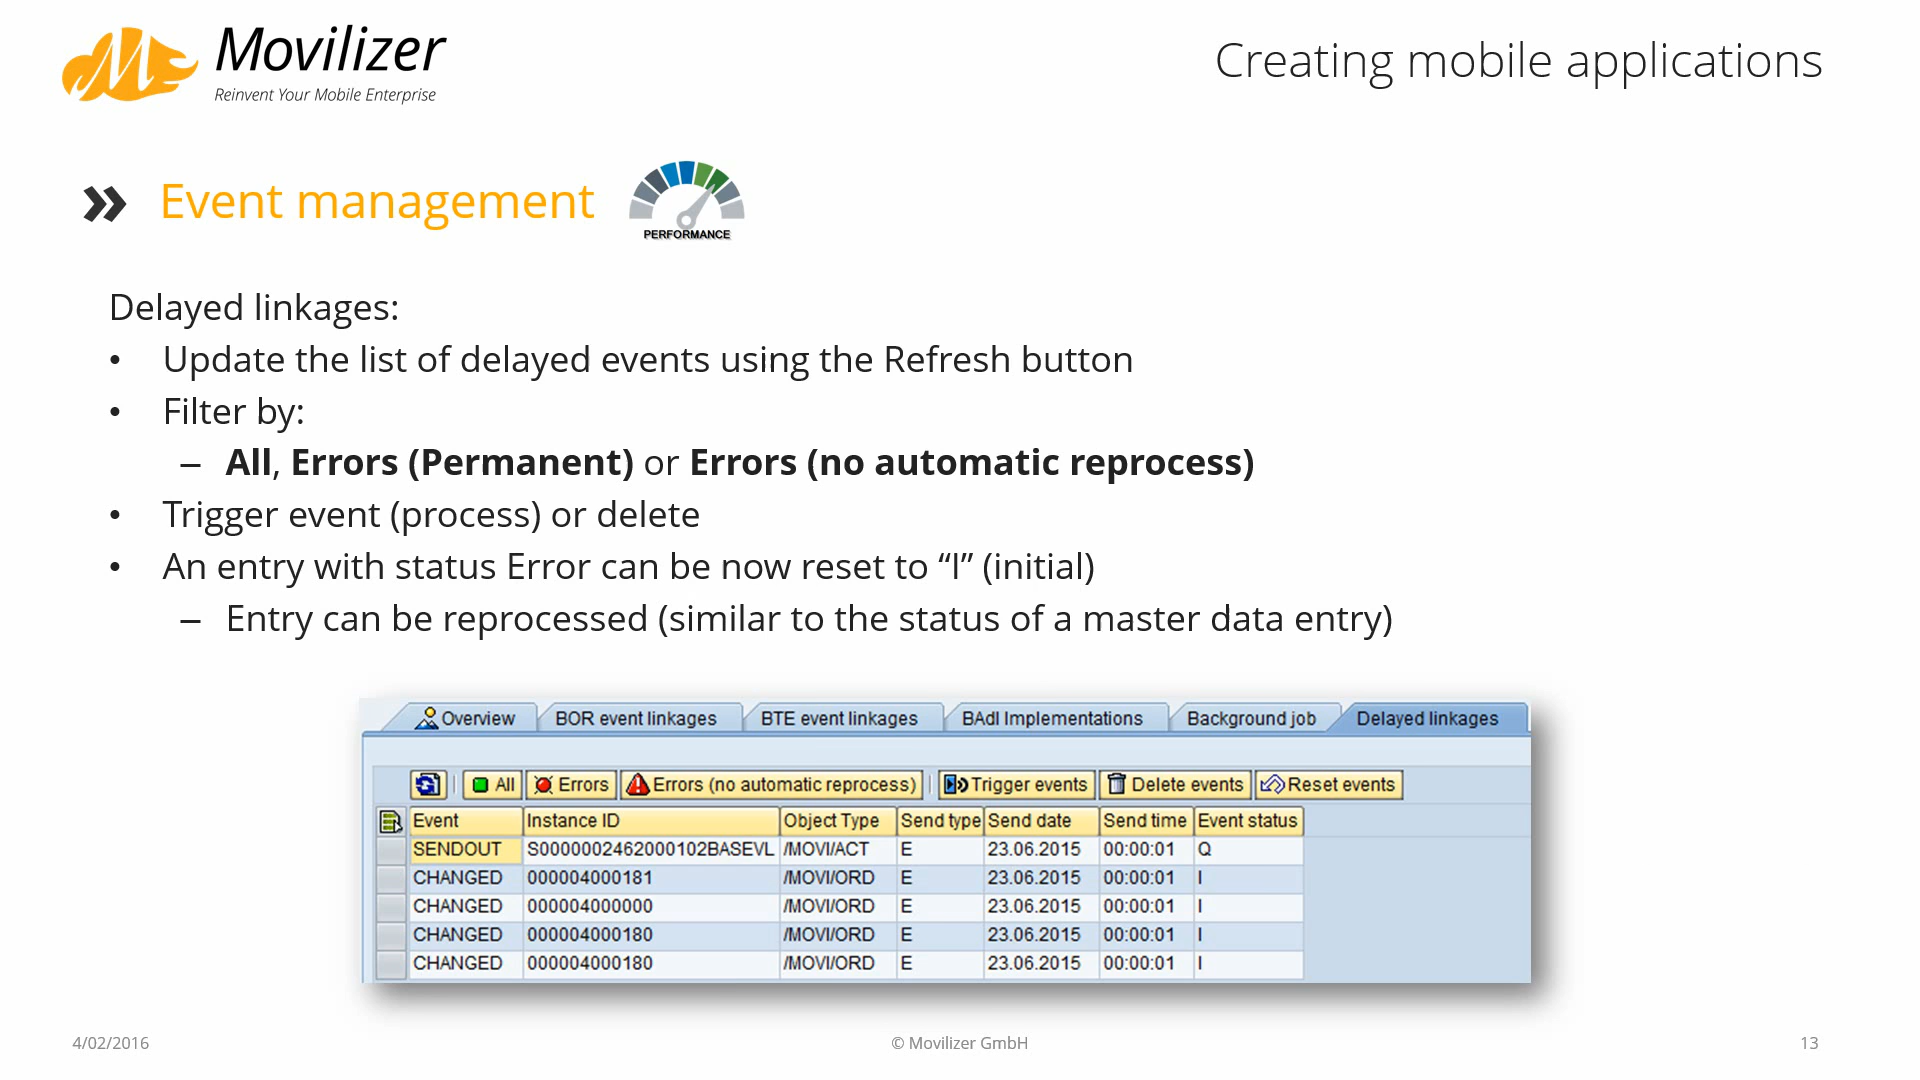 Movilizer
Reinvent Your Mobile Enterprise
Creating mobile applications
» Event management
PERFORMANCE
Delayed linkages:
• Update the list of delayed events using the Refresh button
• Filter by:
– All, Errors (Permanent) or Errors (no automatic reprocess)
• Trigger event (process) or delete
• An entry with status Error can be now reset to “I” (initial)
– Entry can be reprocessed (similar to the status of a master data entry)
Overview BOR event linkages BTE event linkages BAdI Implementations Background job Delayed linkages
All Errors Errors (no automatic reprocess) Trigger events Delete events Reset events
Event Instance ID Object Type Send type Send date Send time Event status
SENDOUT S0000002462000102BASEVL /MOVI/ACT E 23.06.2015 00:00:01 Q
CHANGED 000004000181 /MOVI/ORD E 23.06.2015 00:00:01 I
CHANGED 000004000000 /MOVI/ORD E 23.06.2015 00:00:01 I
CHANGED 000004000180 /MOVI/ORD E 23.06.2015 00:00:01 I
CHANGED 000004000180 /MOVI/ORD E 23.06.2015 00:00:01 I
4/02/2016 © Movilizer GmbH 13